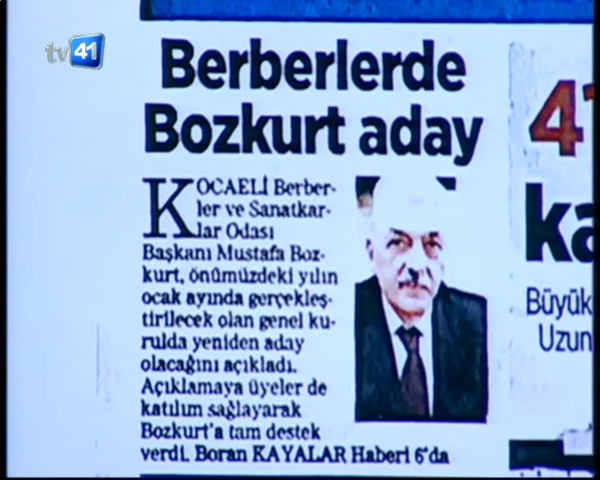 tv41
Berberlerde
Bozkurt aday
KOCAELİ Berber-
ler ve Sanatkar-
lar Odası
Başkanı Mustafa Boz-
kurt, önümüzdeki yılın
ocak ayında gerçekleş-
tirilecek olan genel ku-
rulda yeniden aday
olacağını açıkladı.
Açıklamaya üyeler de
katılım sağlayarak
Bozkurt'a tam destek
verdi. Boran KAYALAR Haberi 6'da
41
ka
Büyük
Uzun